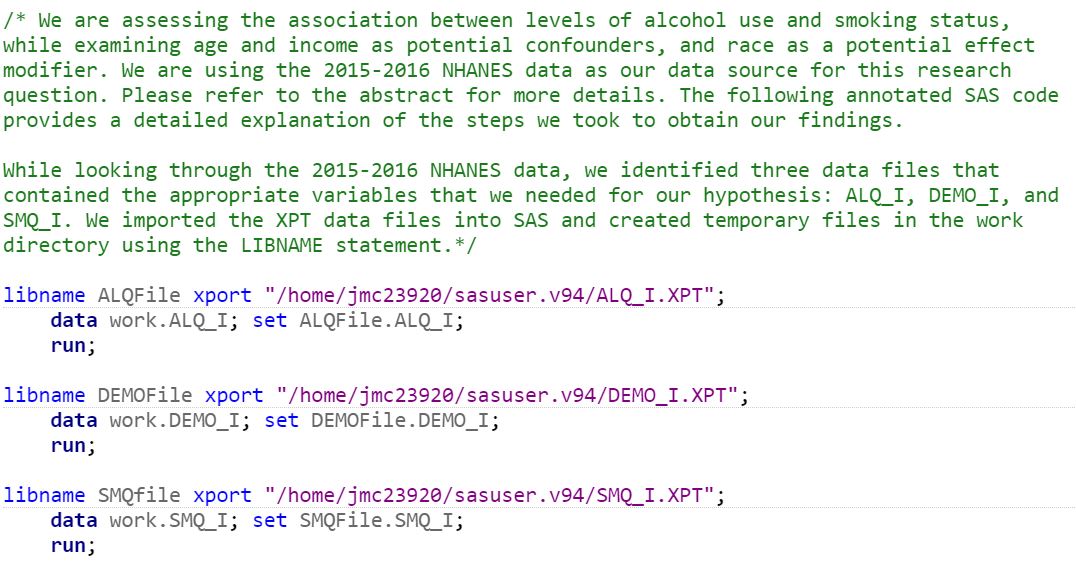 /* We are assessing the association between levels of alcohol use and smoking status,
while examining age and income as potential confounders, and race as a potential effect
modifier. We are using the 2015-2016 NHANES data as our data source for this research
question. Please refer to the abstract for more details. The following annotated SAS code
provides a detailed explanation of the steps we took to obtain our findings.

While looking through the 2015-2016 NHANES data, we identified three data files that
contained the appropriate variables that we needed for our hypothesis: ALQ_I, DEMO_I, and
SMQ_I. We imported the XPT data files into SAS and created temporary files in the work
directory using the LIBNAME statement.*/

libname ALQFile xport "/home/jmc23920/sasuser.v94/ALQ_I.XPT";
    data work.ALQ_I; set ALQFile.ALQ_I;
    run;

libname DEMOFile xport "/home/jmc23920/sasuser.v94/DEMO_I.XPT";
    data work.DEMO_I; set DEMOFile.DEMO_I;
    run;

libname SMQfile xport "/home/jmc23920/sasuser.v94/SMQ_I.XPT";
    data work.SMQ_I; set SMQFile.SMQ_I;
    run;